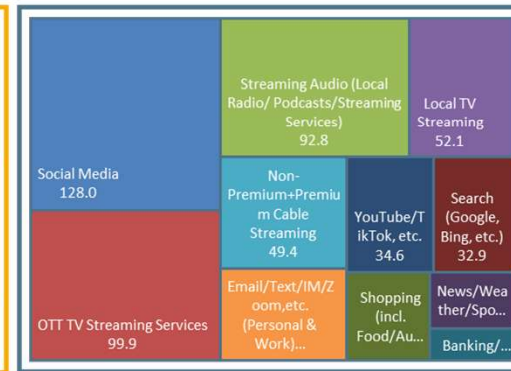 Social Media
128.0
OTT TV Streaming Services
99.9
Streaming Audio (Local
Radio/ Podcasts/Streaming
Services)
92.8
Local TV
Streaming
52.1
Non-
Premium+Premiu
m Cable
Streaming
49.4
YouTube/T
ikTok, etc.
34.6
Search
(Google,
Bing, etc.)
32.9
Email/Text/IM/Z
oom,etc.
(Personal &
Work)...
Shopping
(incl.
Food/Au...
News/Wea
ther/Spo...
Banking/...